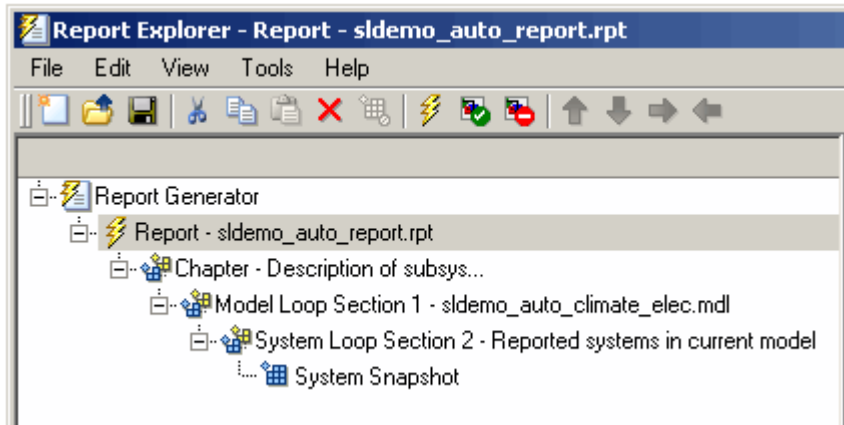 Report Explorer - Report - sldemo_auto_report.rpt
File Edit View Tools Help
Report Generator
Report - sldemo_auto_report.rpt
Chapter - Description of subsys...
Model Loop Section 1 - sldemo_auto_climate_elec.mdl
System Loop Section 2 - Reported systems in current model
System Snapshot